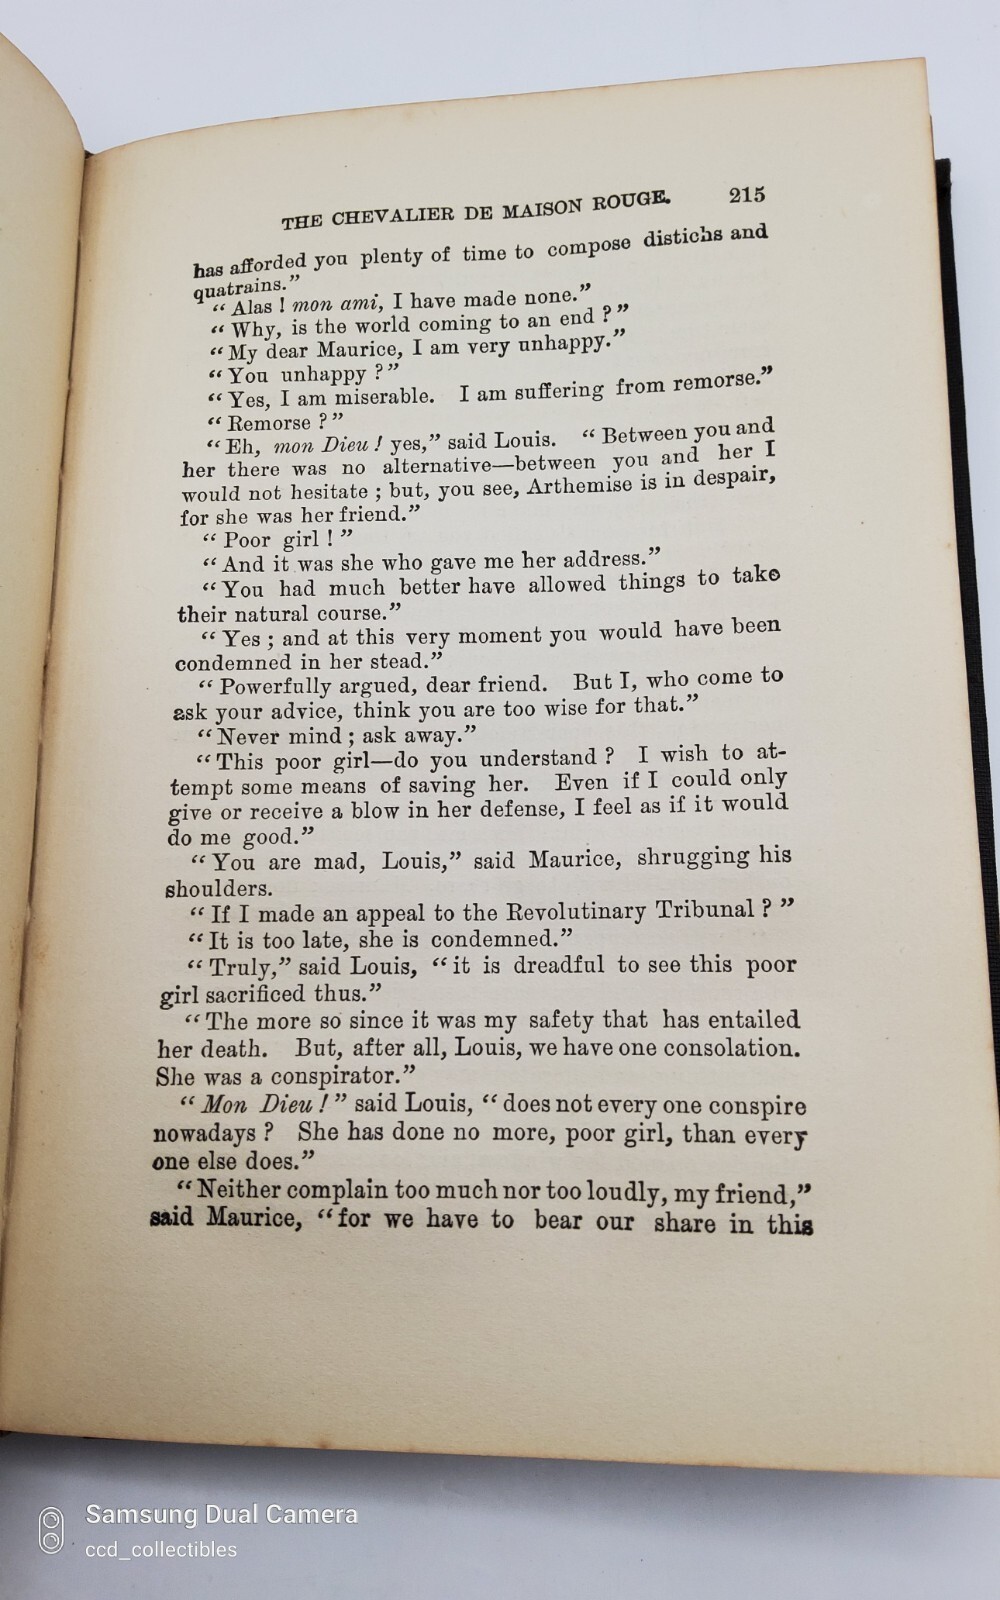 THE CHEVALIER DE MAISON ROUGE. 215
has afforded you plenty of time to compose distichs and
quatrains."
"Alas! mon ami, I have made none."
"Why, is the world coming to an end?"
"My dear Maurice, I am very unhappy."
"You unhappy?"
"Yes, I am miserable. I am suffering from remorse."
"Remorse?"
"Eh, mon Dieu! yes," said Louis. "Between you and
her there was no alternative—between you and her I
would not hesitate; but, you see, Arthemise is in despair,
for she was her friend."
"Poor girl!"
"And it was she who gave me her address."
"You had much better have allowed things to take
their natural course."
"Yes; and at this very moment you would have been
condemned in her stead."
"Powerfully argued, dear friend. But I, who come to
ask your advice, think you are too wise for that."
"Never mind; ask away."
"This poor girl—do you understand? I wish to at-
tempt some means of saving her. Even if I could only
give or receive a blow in her defense, I feel as if it would
do me good."
"You are mad, Louis," said Maurice, shrugging his
shoulders.
"If I made an appeal to the Revolutinary Tribunal?"
"It is too late, she is condemned."
"Truly," said Louis, "it is dreadful to see this poor
girl sacrificed thus."
"The more so since it was my safety that has entailed
her death. But, after all, Louis, we have one consolation.
She was a conspirator."
"Mon Dieu!" said Louis, "does not every one conspire
nowadays? She has done no more, poor girl, than every
one else does."
"Neither complain too much nor too loudly, my friend,"
said Maurice, "for we have to bear our share in this
Samsung Dual Camera
ccd_collectibles